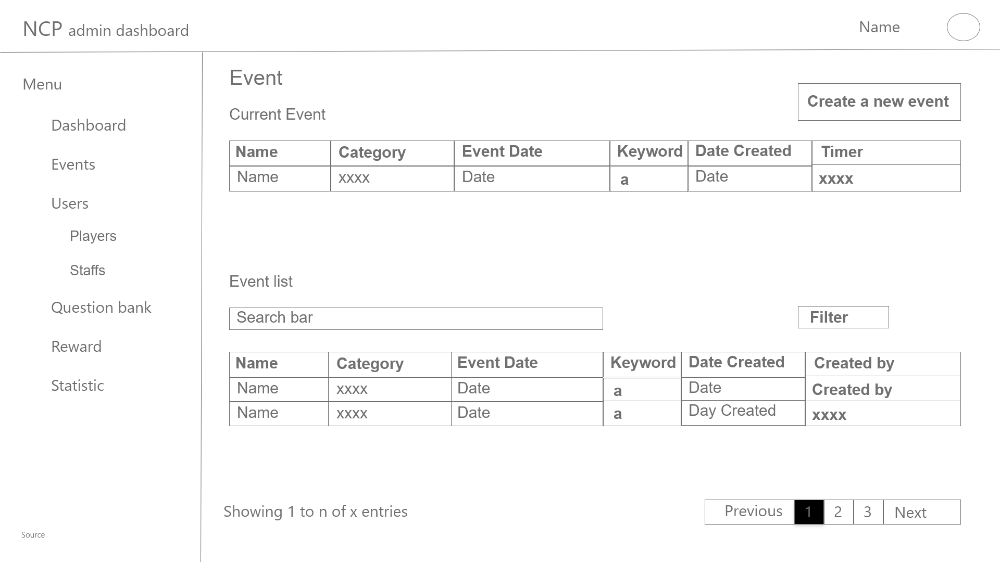 NCP admin dashboard
Name
Menu
Dashboard
Events
Users
Players
Staffs
Question bank
Reward
Statistic
Source
Event
Create a new event
Current Event
Name Category Event Date Keyword Date Created Timer
Name xxxx Date a Date xxxx
Event list
Search bar
Filter
Name Category Event Date Keyword Date Created Created by
Name xxxx Date a Date Created by
Name xxxx Date a Day Created xxxx
Showing 1 to n of x entries
Previous 1 2 3 Next